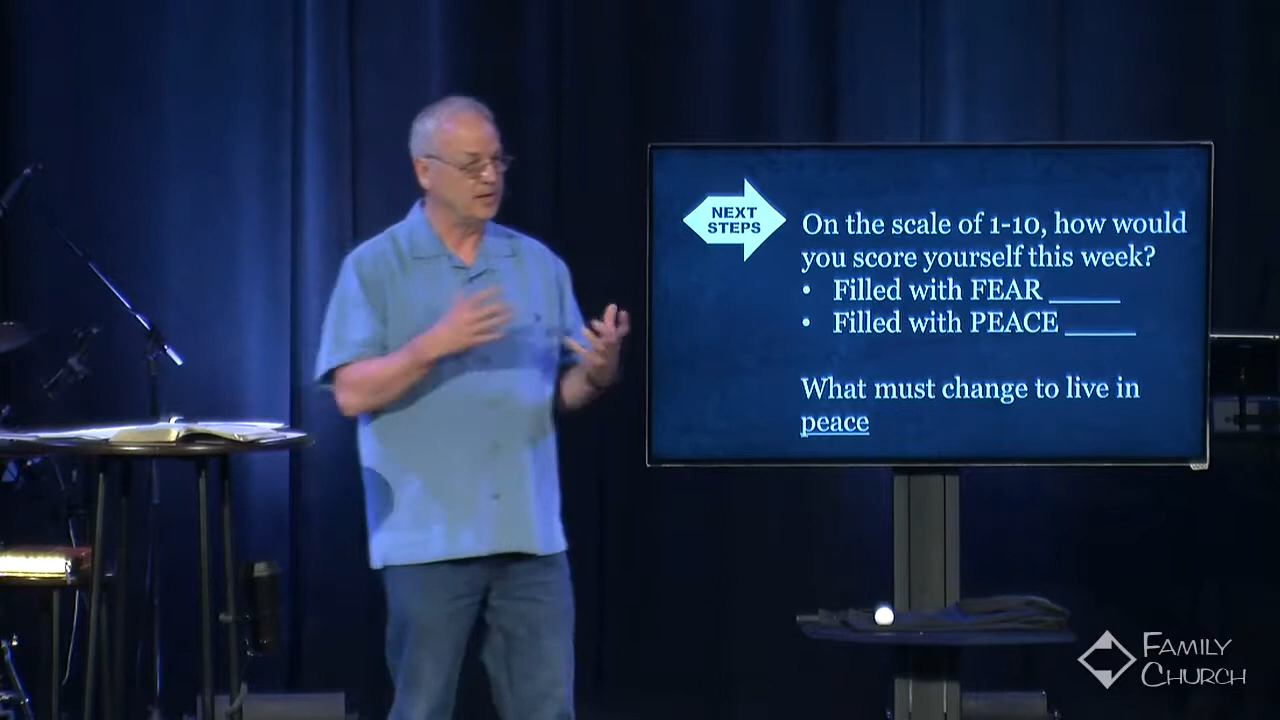 NEXT
STEPS
On the scale of 1-10, how would
you score yourself this week?
• Filled with FEAR _____
• Filled with PEACE _____
What must change to live in
peace
FAMILY
CHURCH